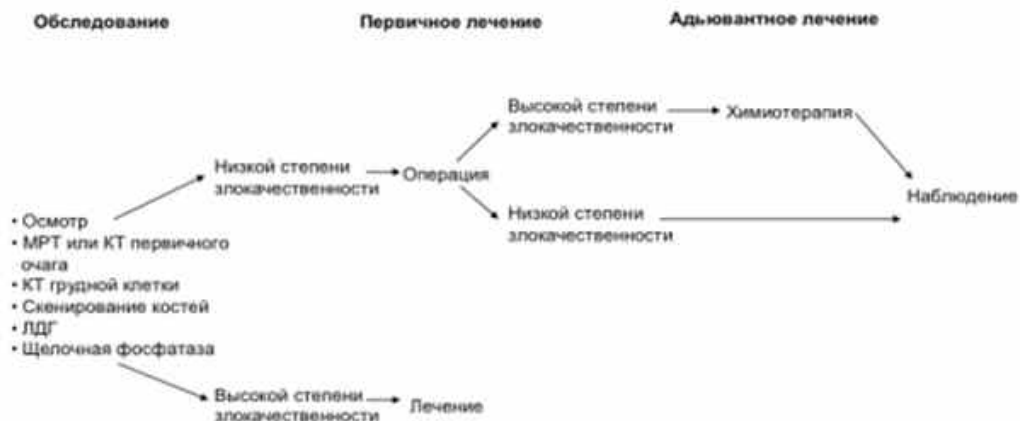 Обследование
Первичное лечение
Адьювантное лечение
Высокой степени
злокачественности
Химиотерапия
Низкой степени
злокачественности
Операция
Наблюдение
Низкой степени
злокачественности
• Осмотр
• МРТ или КТ первичного
очага
• КТ грудной клетки
• Скенирование костей
• ЛДГ
• Щелочная фосфатаза
Высокой степени
злокачественности
Лечение